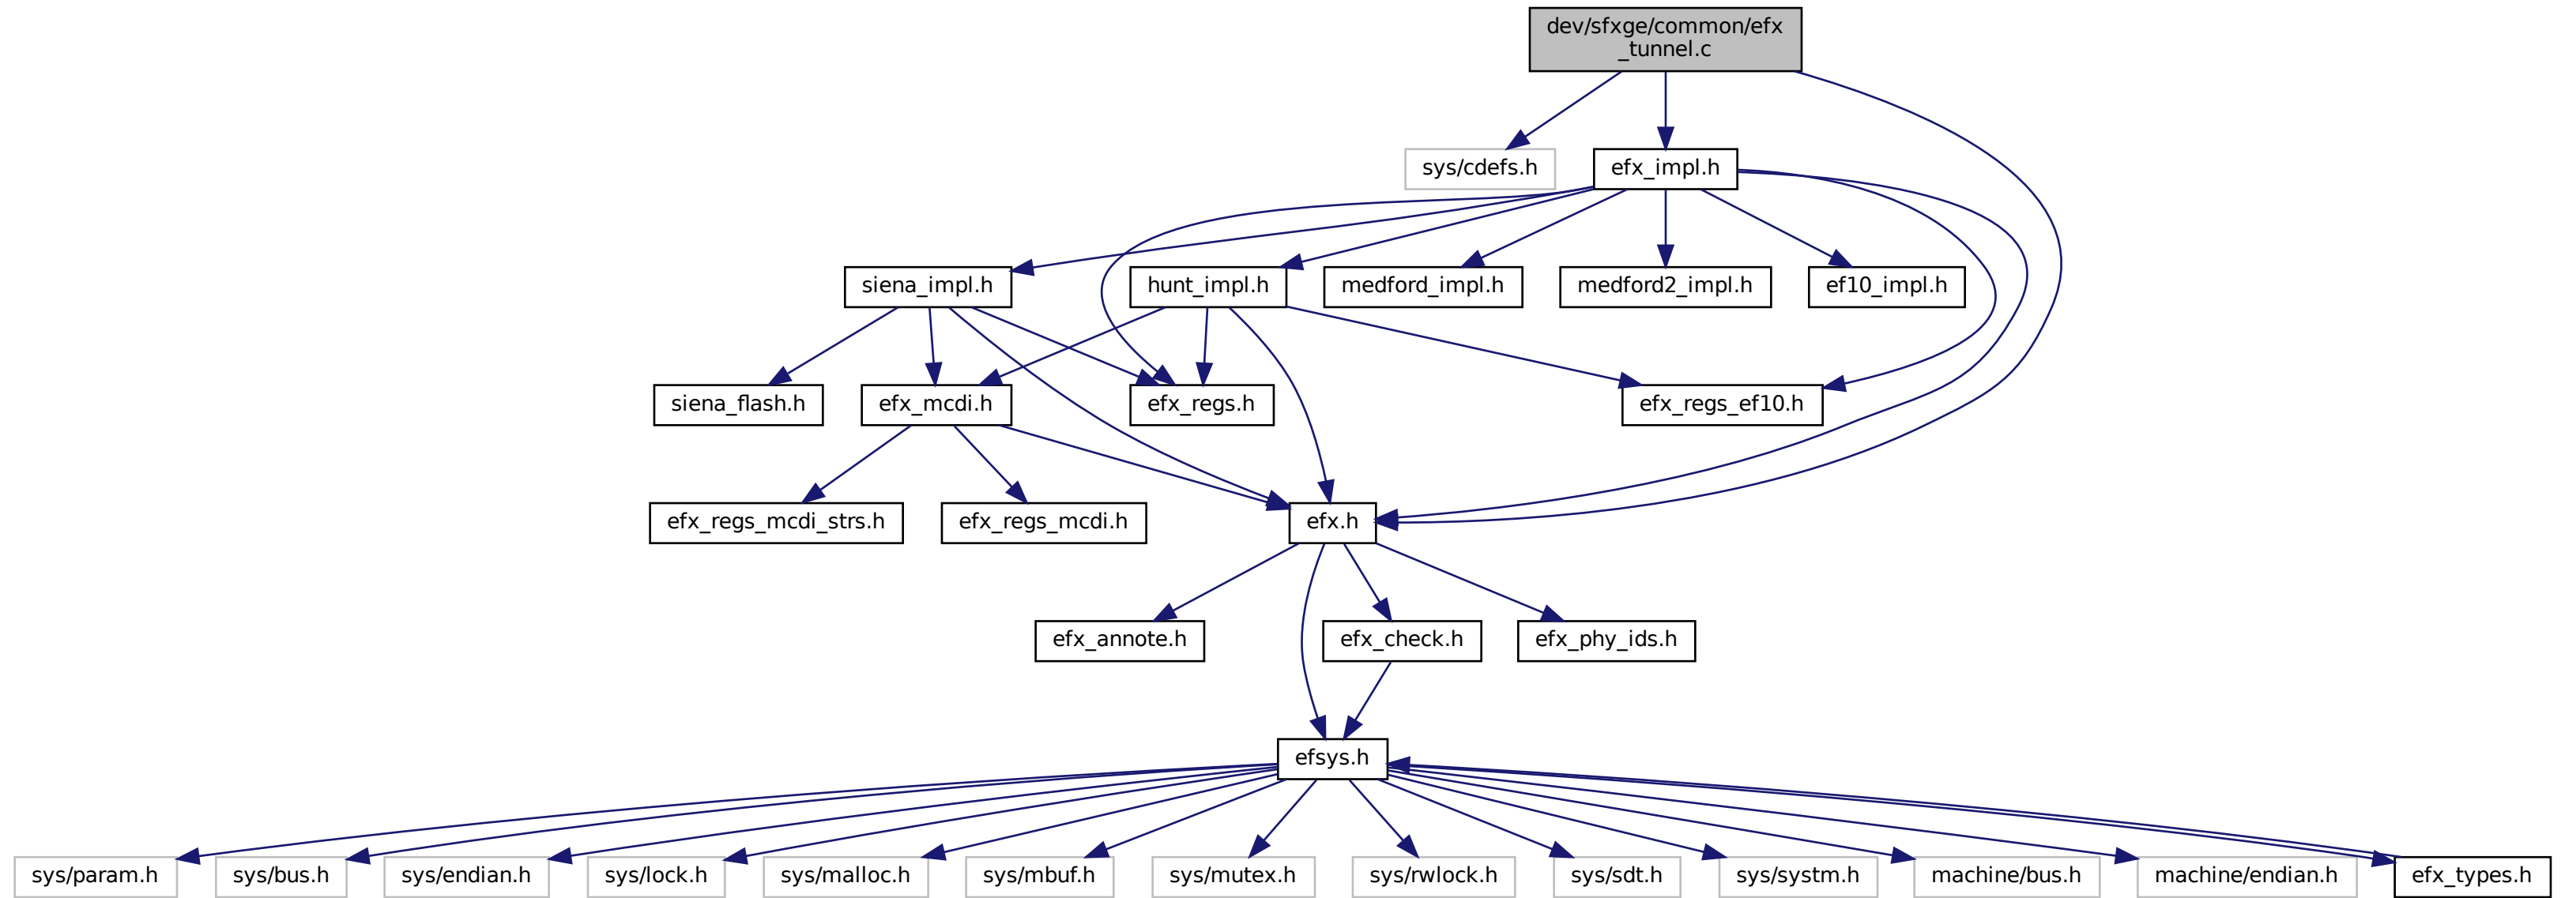 dev/sfxge/common/efx
_tunnel.c
sys/cdefs.h
efx_impl.h
siena_impl.h
hunt_impl.h
medford_impl.h
medford2_impl.h
ef10_impl.h
siena_flash.h
efx_mcdi.h
efx_regs.h
efx_regs_ef10.h
efx_regs_mcdi_strs.h
efx_regs_mcdi.h
efx.h
efx_annote.h
efx_check.h
efx_phy_ids.h
efsys.h
sys/param.h
sys/bus.h
sys/endian.h
sys/lock.h
sys/malloc.h
sys/mbuf.h
sys/mutex.h
sys/rwlock.h
sys/sdt.h
sys/systm.h
machine/bus.h
machine/endian.h
efx_types.h